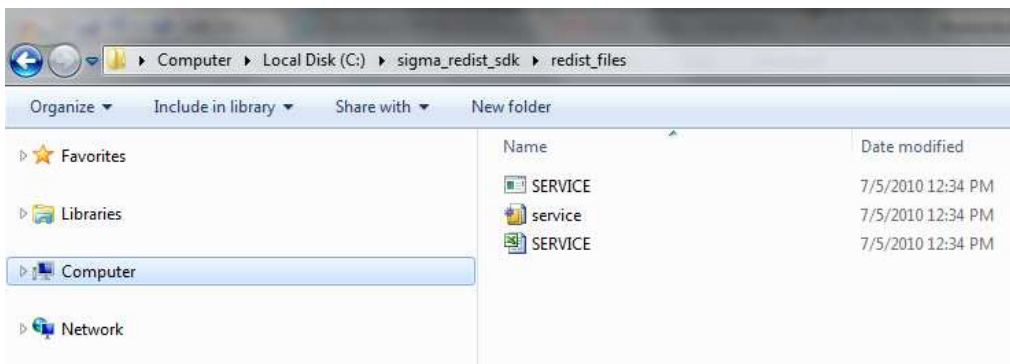 Computer Local Disk (C:) sigma_redist_sdk redist_files
Organize Include in library Share with New folder
Name Date modified
Favorites
SERVICE 7/5/2010 12:34 PM
service 7/5/2010 12:34 PM
Libraries
SERVICE 7/5/2010 12:34 PM
Computer
Network